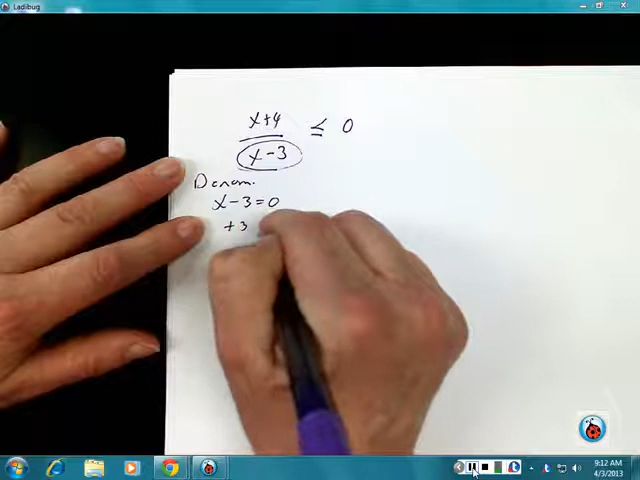 Ladibug
x+4
≤ 0
x-3
Denom.
x-3=0
+3
9:12 AM
4/3/2013